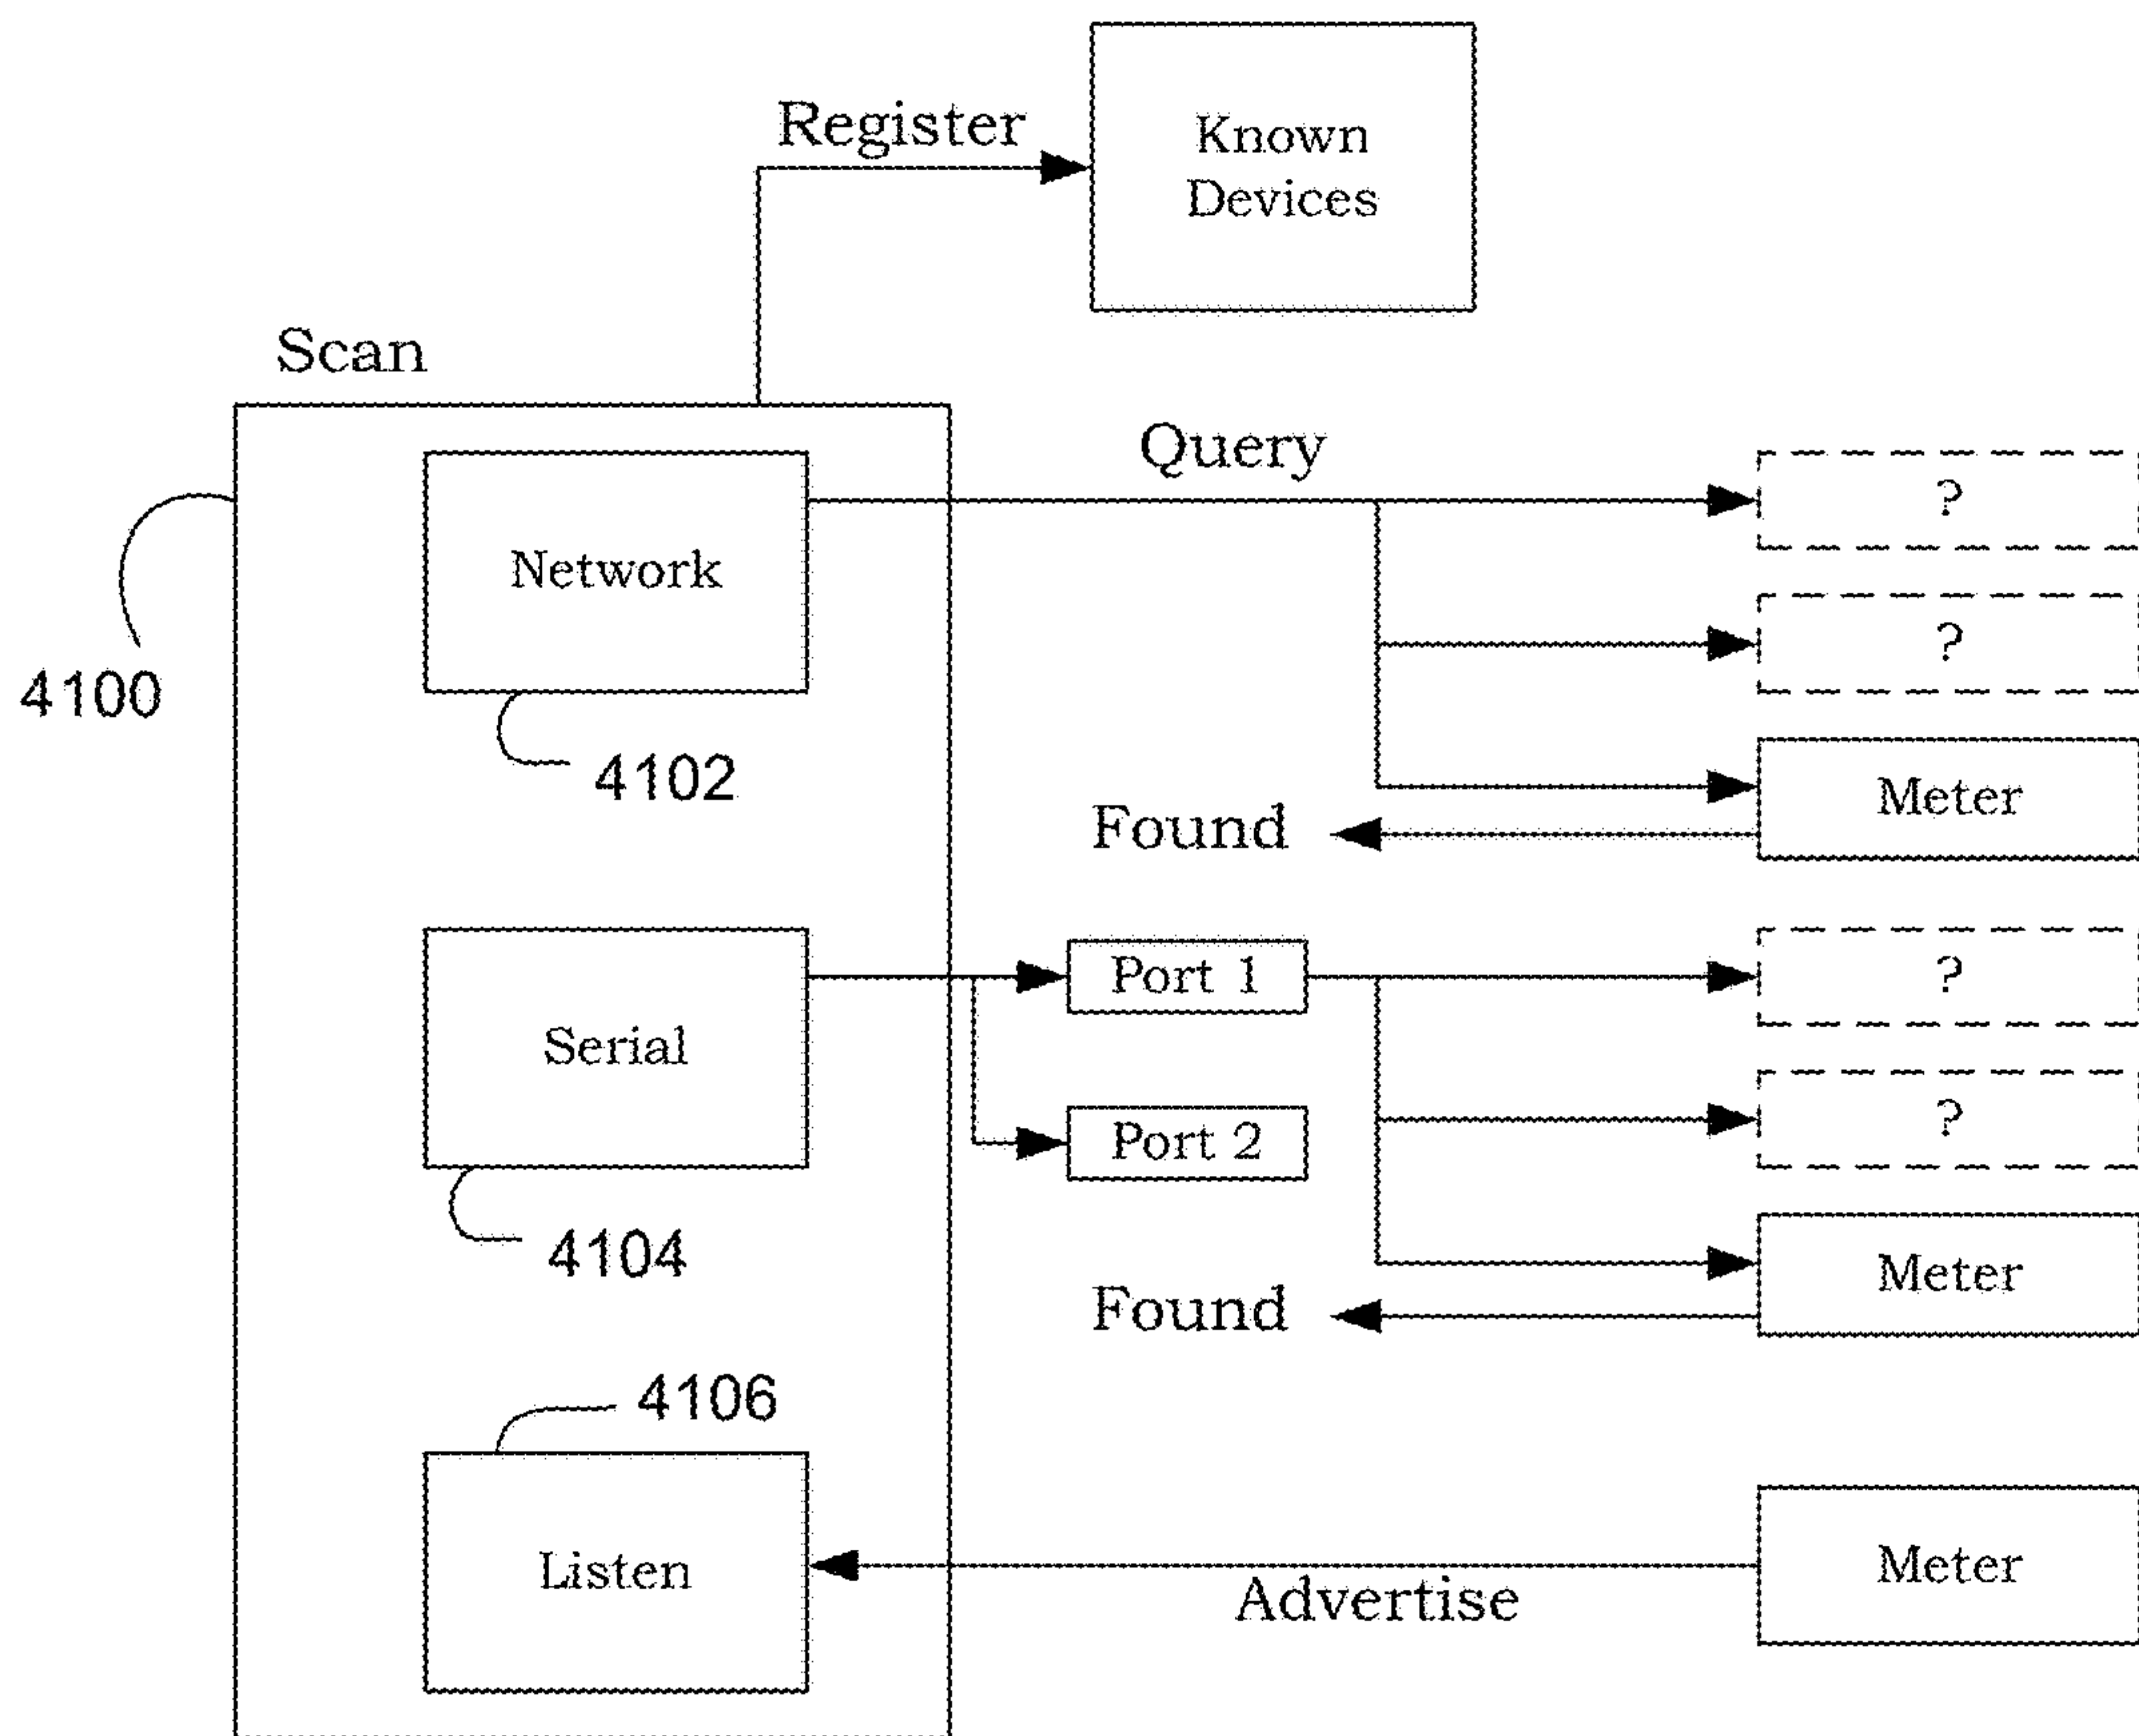 Register
Known
Devices
Scan
Query
?
Network
?
4100
4102
Meter
Found
Port 1
?
Serial
Port 2
?
4104
Meter
Found
4106
Listen
Meter
Advertise